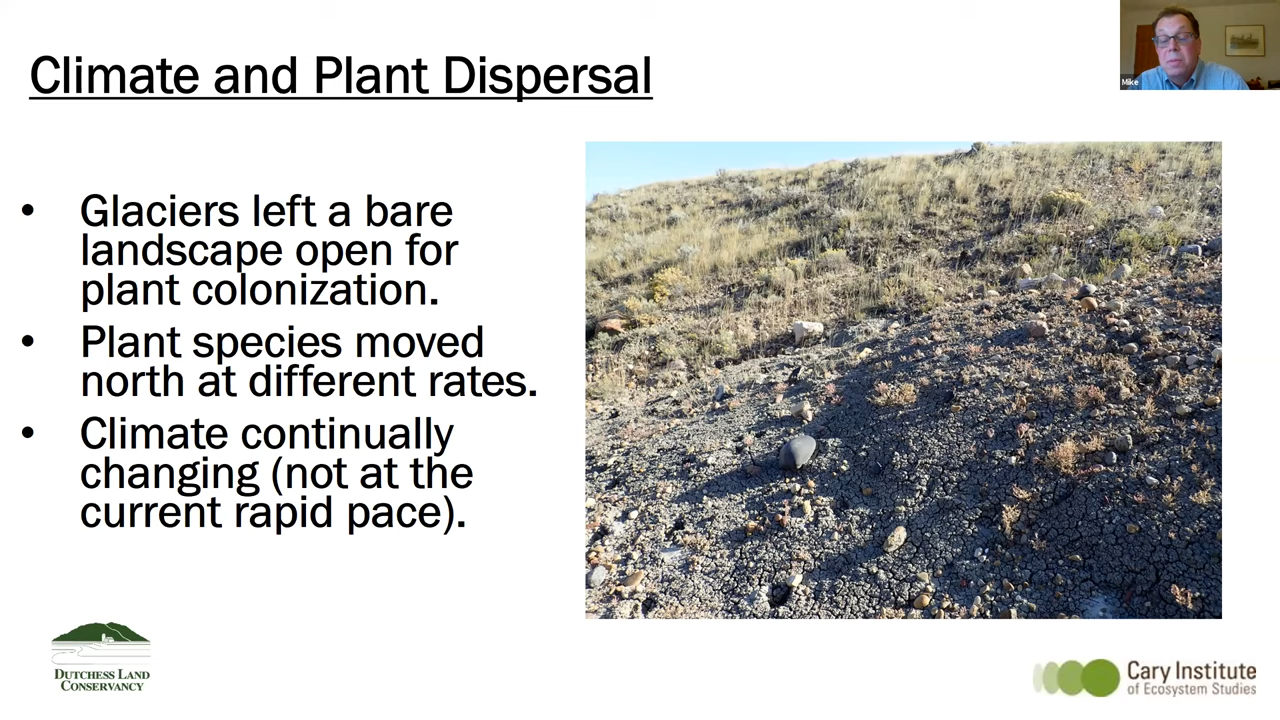 Climate and Plant Dispersal
Mike
• Glaciers left a bare
landscape open for
plant colonization.
• Plant species moved
north at different rates.
• Climate continually
changing (not at the
current rapid pace).
DUTCHESS LAND
CONSERVANCY
Cary Institute
of Ecosystem Studies